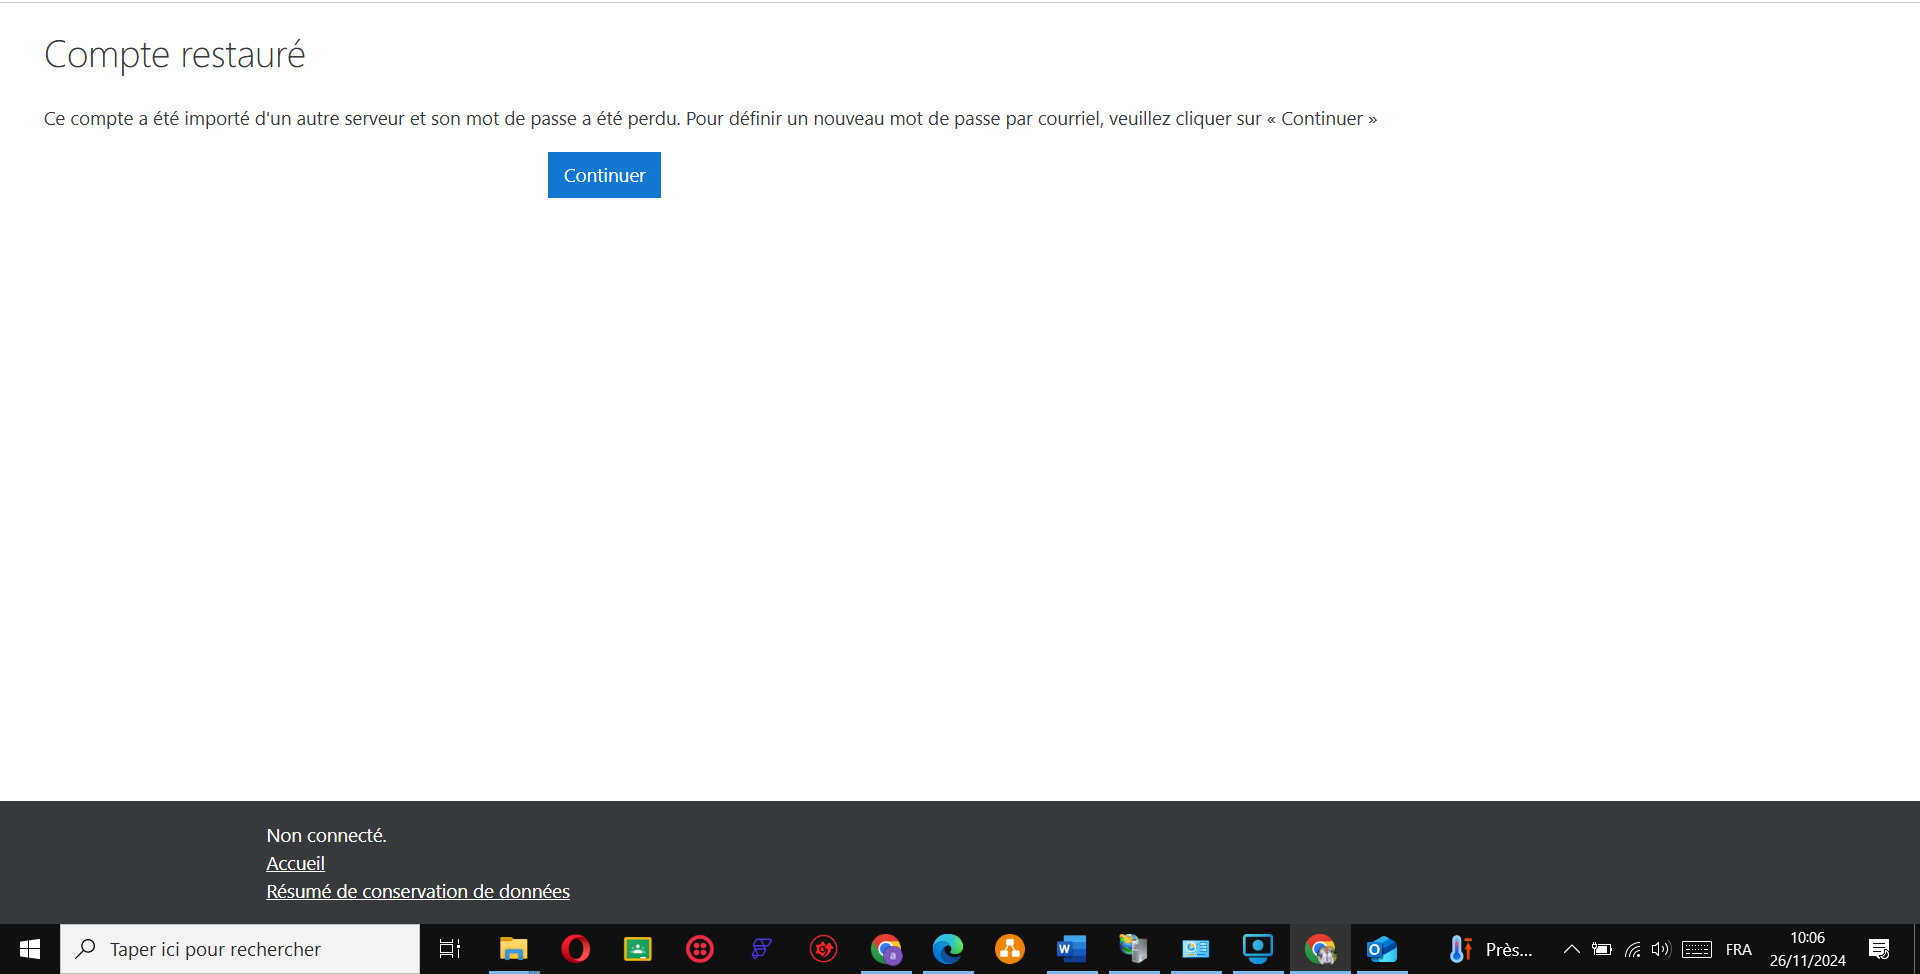 Compte restauré
Ce compte a été importé d'un autre serveur et son mot de passe a été perdu. Pour définir un nouveau mot de passe par courriel, veuillez cliquer sur « Continuer »
Continuer
Non connecté.
Accueil
Résumé de conservation de données
Taper ici pour rechercher
a
W
O
Près...
FRA
10:06
26/11/2024